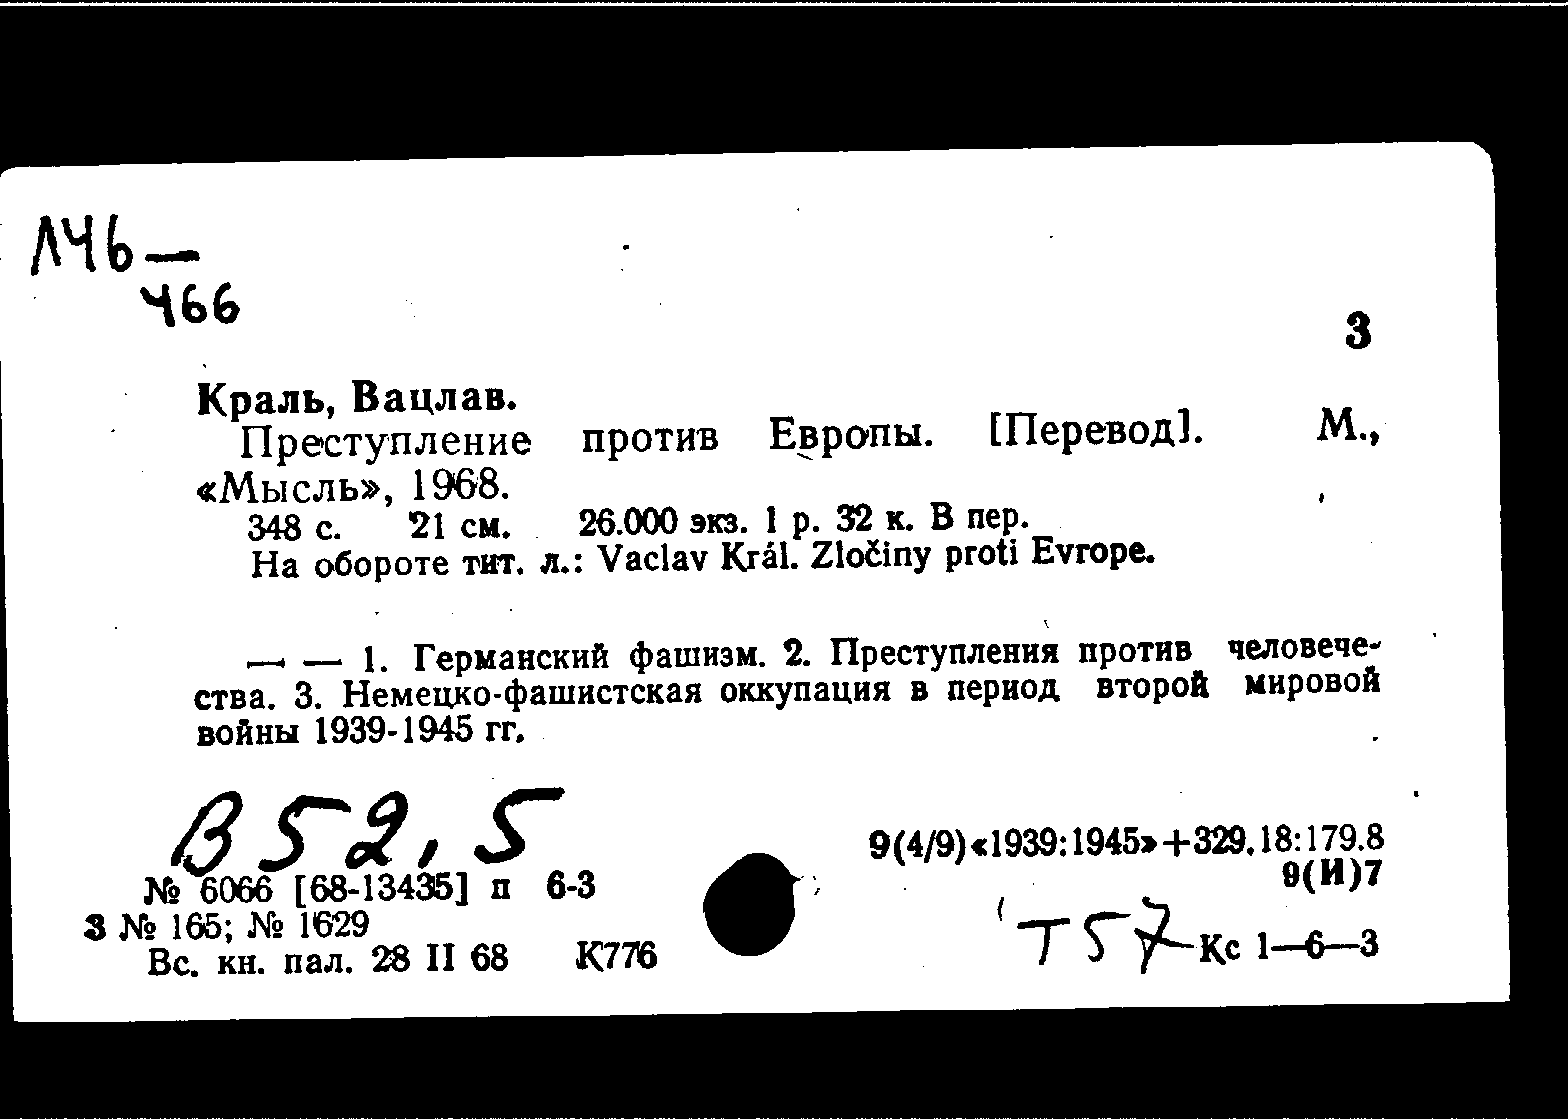 Л46—
466
3
Краль, Вацлав.
Преступление против Европы. [Перевод]. М.,
«Мысль», 1968.
348 с. 21 см. 26.000 экз. 1 р. 32 к. В пер.
На обороте тит. л.: Vaclav Král. Zločiny proti Evrope.
— — 1. Германский фашизм. 2. Преступления против человече-
ства. 3. Немецко-фашистская оккупация в период второй мировой
войны 1939-1945 гг.
В52,5
9(4/9)«1939:1945»+329.18:179.8
9(И)7
№ 6066 [68-13435] п 6-3
3 № 165; № 1629
Т57 Кс 1—6—3
Вс. кн. пал. 28 II 68 К776